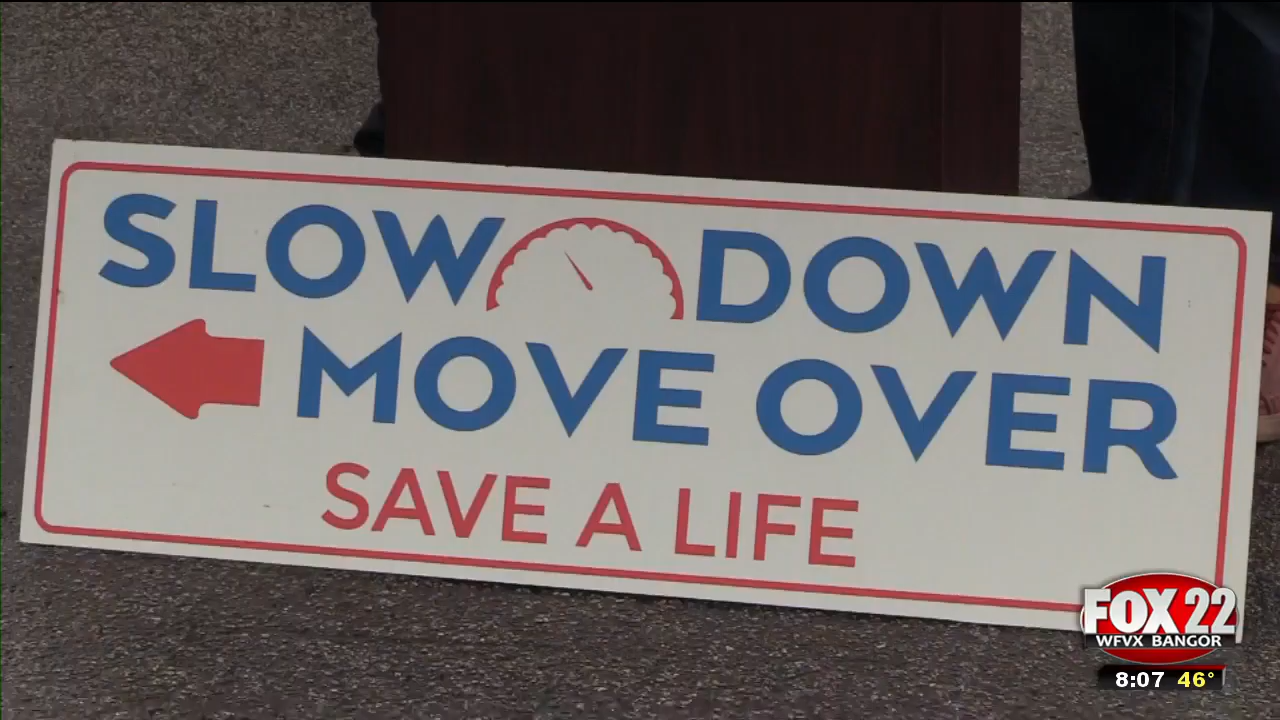 SLOW DOWN
MOVE OVER
SAVE A LIFE
FOX 22
WFVX BANGOR
8:07 46°